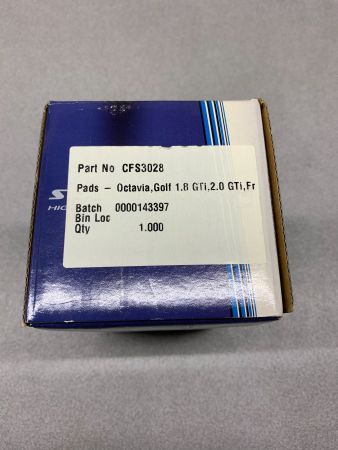 Part No CFS3028
Pads - Octavia,Golf 1.8 GTi,2.0 GTi,Fr
Batch 0000143397
Bin Loc
Qty 1.000